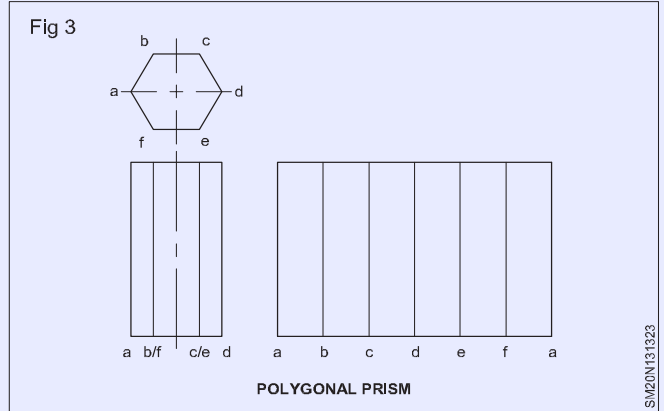 Fig 3
b c
a d
f e
a b/f c/e d a b c d e f a
POLYGONAL PRISM
SM20N131323